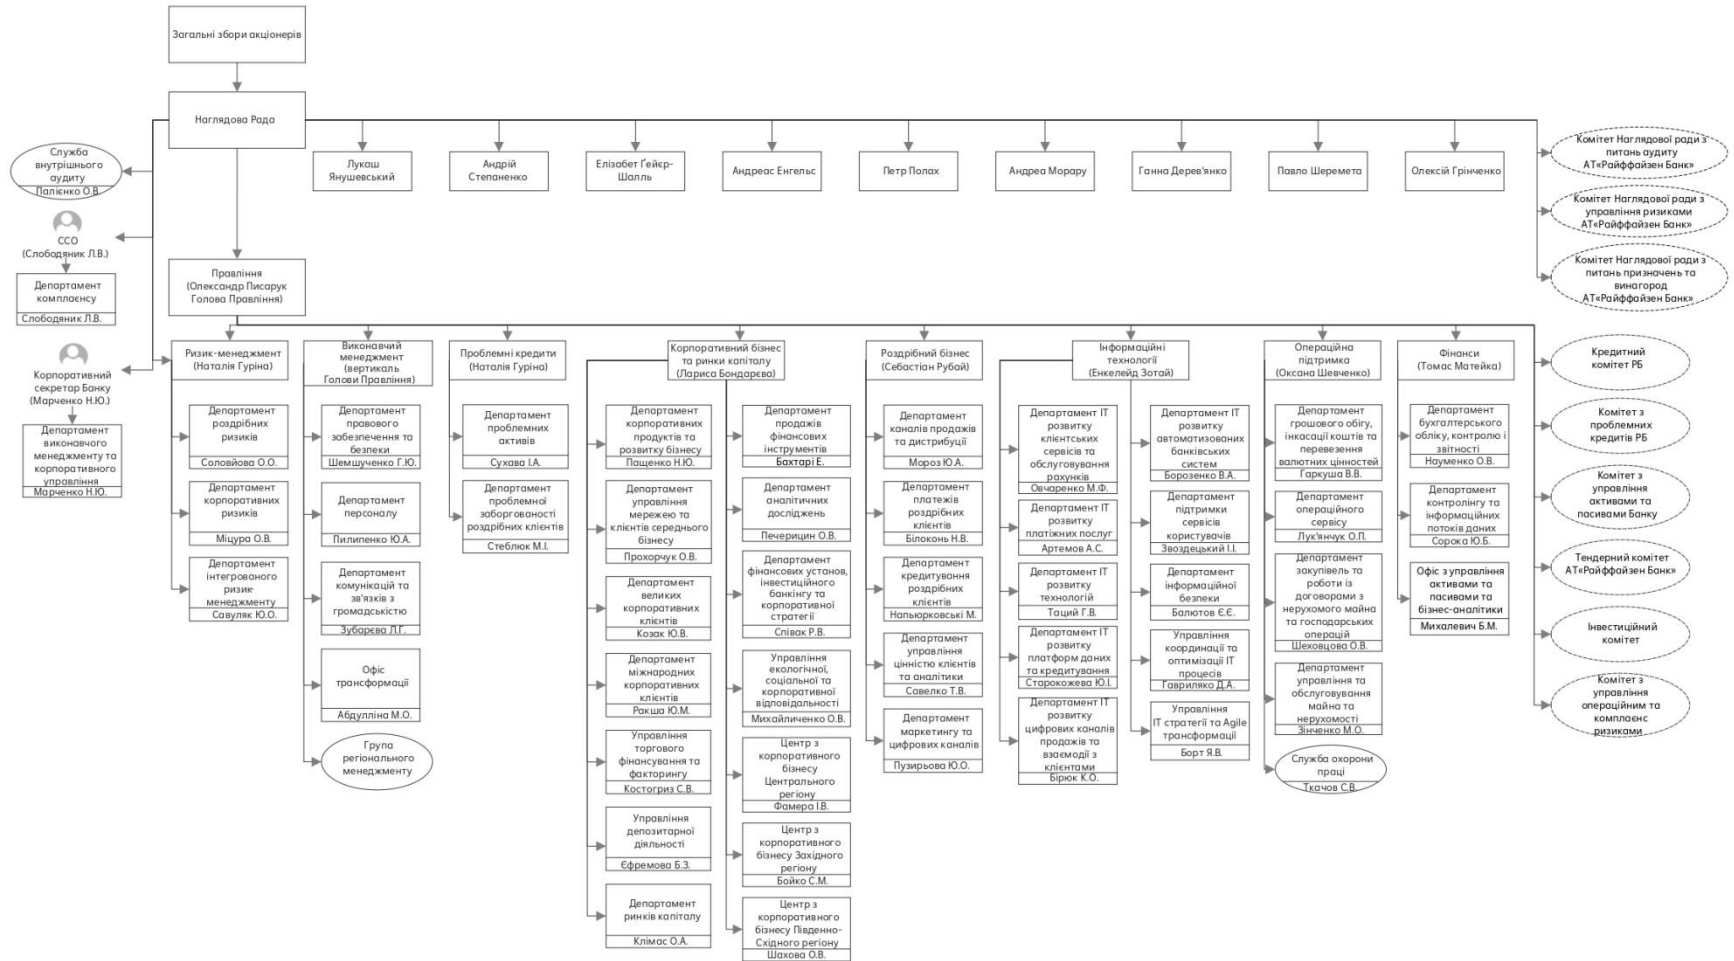 Загальні збори акціонерів
Наглядова Рада
Служба
внутрішнього
аудиту
Палієнко О.В.
ССО
(Слободяник Л.В.)
Департамент
комплаєнсу
Слободяник Л.В.
Корпоративний
секретар Банку
(Марченко Н.Ю.)
Департамент
виконавчого
менеджменту та
корпоративного
управління
Марченко Н.Ю.
Лукаш
Янушевський
Андрій
Степаненко
Елізабет Ґейєр-
Шалль
Андреас Енгельс
Петр Полах
Андреа Морару
Ганна Дерев'янко
Павло Шеремета
Олексій Грінченко
Комітет Наглядової ради з
питань аудиту
АТ«Райффайзен Банк»
Комітет Наглядової ради з
управління ризиками
АТ«Райффайзен Банк»
Комітет Наглядової ради з
питань призначень та
винагород
АТ«Райффайзен Банк»
Правління
(Олександр Писарук
Голова Правління)
Ризик-менеджмент
(Наталія Гуріна)
Департамент
роздрібних
ризиків
Соловйова О.О.
Департамент
корпоративних
ризиків
Міцура О.В.
Департамент
інтегрованого
ризик-
менеджменту
Савуляк Ю.О.
Виконавчий
менеджмент
(вертикаль
Голови Правління)
Департамент
правового
забезпечення та
безпеки
Шемшученко Г.Ю.
Департамент
персоналу
Пилипенко Ю.А.
Департамент
комунікацій та
зв'язків з
громадськістю
Зубарєва Л.Г.
Офіс
трансформації
Абдулліна М.О.
Група
регіонального
менеджменту
Проблемні кредити
(Наталія Гуріна)
Департамент
проблемних
активів
Сухава І.А.
Департамент
проблемної
заборгованості
роздрібних клієнтів
Стеблюк М.І.
Корпоративний бізнес
та ринки капіталу
(Лариса Бондарєва)
Департамент
корпоративних
продуктів та
розвитку бізнесу
Пащенко Н.Ю.
Департамент
управління
мережею та
клієнтів середнього
бізнесу
Прохорчук О.В.
Департамент
великих
корпоративних
клієнтів
Козак Ю.В.
Департамент
міжнародних
корпоративних
клієнтів
Ракша Ю.М.
Управління
торгового
фінансування та
факторингу
Костогриз С.В.
Управління
депозитарної
діяльності
Єфремова Б.З.
Департамент
ринків капіталу
Клімас О.А.
Департамент
продажів
фінансових
інструментів
Бахтарі Е.
Департамент
аналітичних
досліджень
Печерицин О.В.
Департамент
фінансових установ,
інвестиційного
банкінгу та
корпоративної
стратегії
Співак Р.В.
Управління
екологічної,
соціальної та
корпоративної
відповідальності
Михайличенко О.В.
Центр з
корпоративного
бізнесу
Центрального
регіону
Фамера І.В.
Центр з
корпоративного
бізнесу Західного
регіону
Бойко С.М.
Центр з
корпоративного
бізнесу Південно-
Східного регіону
Шахова О.В.
Роздрібний бізнес
(Себастіан Рубай)
Департамент
каналів продажів
та дистрибуції
Мороз Ю.А.
Департамент
платежів
роздрібних
клієнтів
Білоконь Н.В.
Департамент
кредитування
роздрібних
клієнтів
Напьюрковські М.
Департамент
управління
цінністю клієнтів
та аналітики
Савелко Т.В.
Департамент
маркетингу та
цифрових каналів
Пузирьова Ю.О.
Інформаційні
технології
(Енкелейд Зотай)
Департамент ІТ
розвитку
клієнтських
сервісів та
обслуговування
рахунків
Овчаренко М.Ф.
Департамент ІТ
розвитку
платіжних послуг
Артемов А.С.
Департамент ІТ
розвитку
технологій
Таций Г.В.
Департамент ІТ
розвитку
платформ даних
та кредитування
Старокожева Ю.І.
Департамент ІТ
розвитку
цифрових каналів
продажів та
взаємодії з
клієнтами
Бірюк К.О.
Департамент ІТ
розвитку
автоматизованих
банківських
систем
Борозенко В.А.
Департамент
підтримки
сервісів
користувачів
Звоздецький І.І.
Департамент
інформаційної
безпеки
Балютов Є.Є.
Управління
координації та
оптимізації ІТ
процесів
Гавриляко Д.А.
Управління
ІТ стратегії та Agile
трансформації
Борт Я.В.
Операційна
підтримка
(Оксана Шевченко)
Департамент
грошового обігу,
інкасації коштів та
перевезення
валютних цінностей
Гаркуша В.В.
Департамент
операційного
сервісу
Лук'янчук О.П.
Департамент
закупівель та
роботи із
договорами з
нерухомого майна
та господарських
операцій
Шеховцова О.В.
Департамент
управління та
обслуговування
майна та
нерухомості
Зінченко М.О.
Служба охорони
праці
Ткачов С.В.
Фінанси
(Томас Матейка)
Департамент
бухгалтерського
обліку, контролю і
звітності
Науменко О.В.
Департамент
контролінгу та
інформаційних
потоків даних
Сорока Ю.Б.
Офіс з управління
активами та
пасивами та
бізнес-аналітики
Михалевич Б.М.
Кредитний
комітет РБ
Комітет з
проблемних
кредитів РБ
Комітет з
управління
активами та
пасивами Банку
Тендерний комітет
АТ«Райффайзен Банк»
Інвестиційний
комітет
Комітет з
управління
операційним та
комплаєнс
ризиками